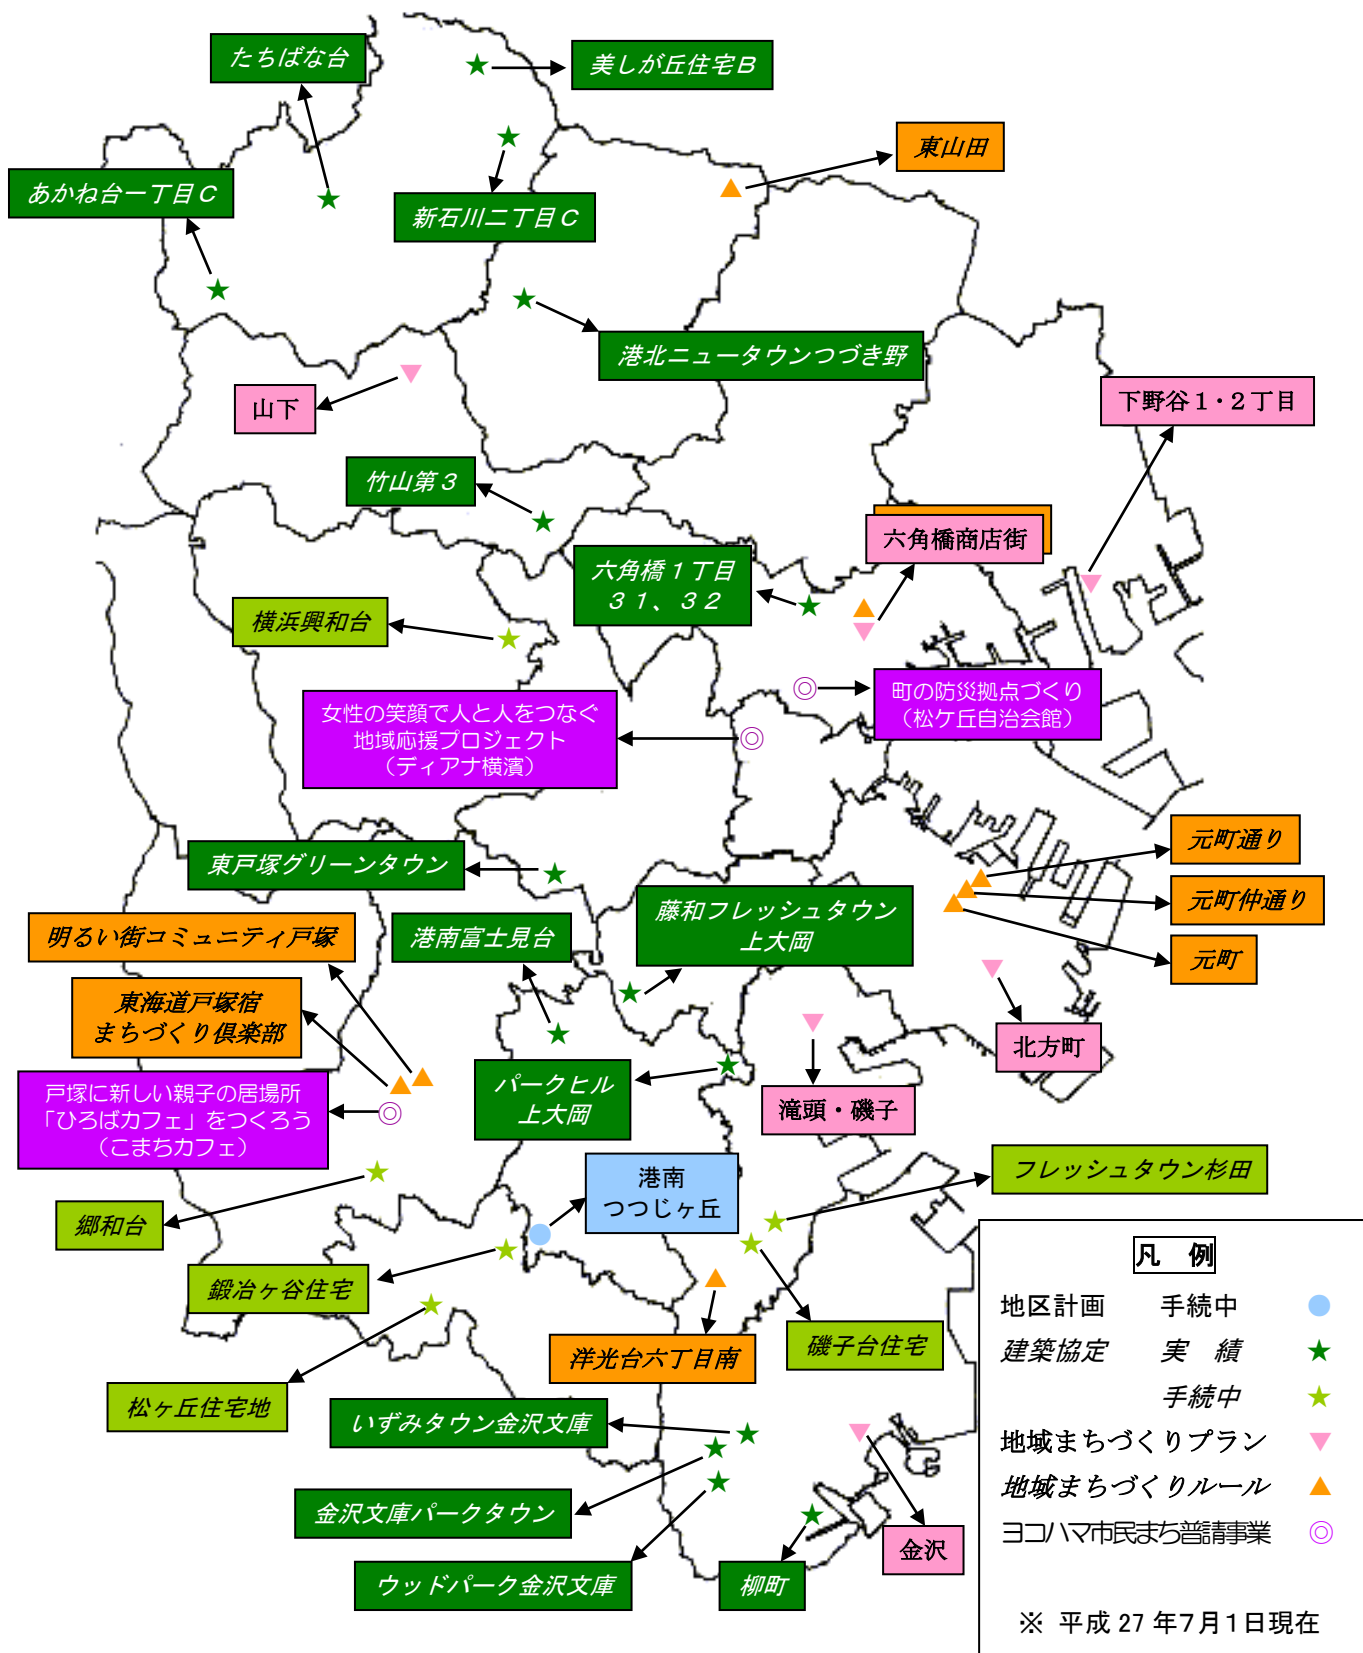 たちばな台
美しが丘住宅Ｂ
東山田
あかね台一丁目Ｃ
新石川二丁目Ｃ
港北ニュータウンつづき野
山下
下野谷１・２丁目
竹山第３
六角橋商店街
六角橋１丁目
３１、３２
横浜興和台
町の防災拠点づくり
（松ケ丘自治会館）
女性の笑顔で人と人をつなぐ
地域応援プロジェクト
（ディアナ横濱）
元町通り
東戸塚グリーンタウン
元町仲通り
藤和フレッシュタウン
上大岡
明るい街コミュニティ戸塚
港南富士見台
元町
東海道戸塚宿
まちづくり倶楽部
北方町
パークヒル
上大岡
滝頭・磯子
戸塚に新しい親子の居場所
「ひろばカフェ」をつくろう
（こまちカフェ）
フレッシュタウン杉田
港南
つつじヶ丘
郷和台
鍛冶ヶ谷住宅
磯子台住宅
洋光台六丁目南
松ヶ丘住宅地
いずみタウン金沢文庫
金沢文庫パークタウン
金沢
ウッドパーク金沢文庫
柳町
凡　例
地区計画　手続中
建築協定　実　績
手続中
地域まちづくりプラン
地域まちづくりルール
ヨコハマ市民まち普請事業
※ 平成 27 年７月１日現在